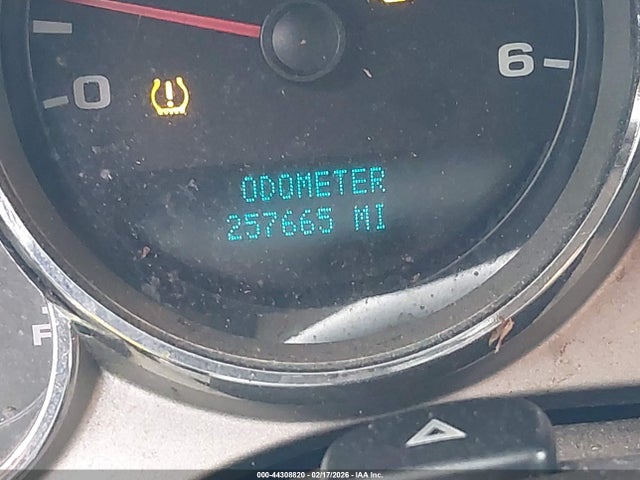 0
6
ODOMETER
257665 MI
F
000-44308820 - 02/17/2026 - IAA Inc.